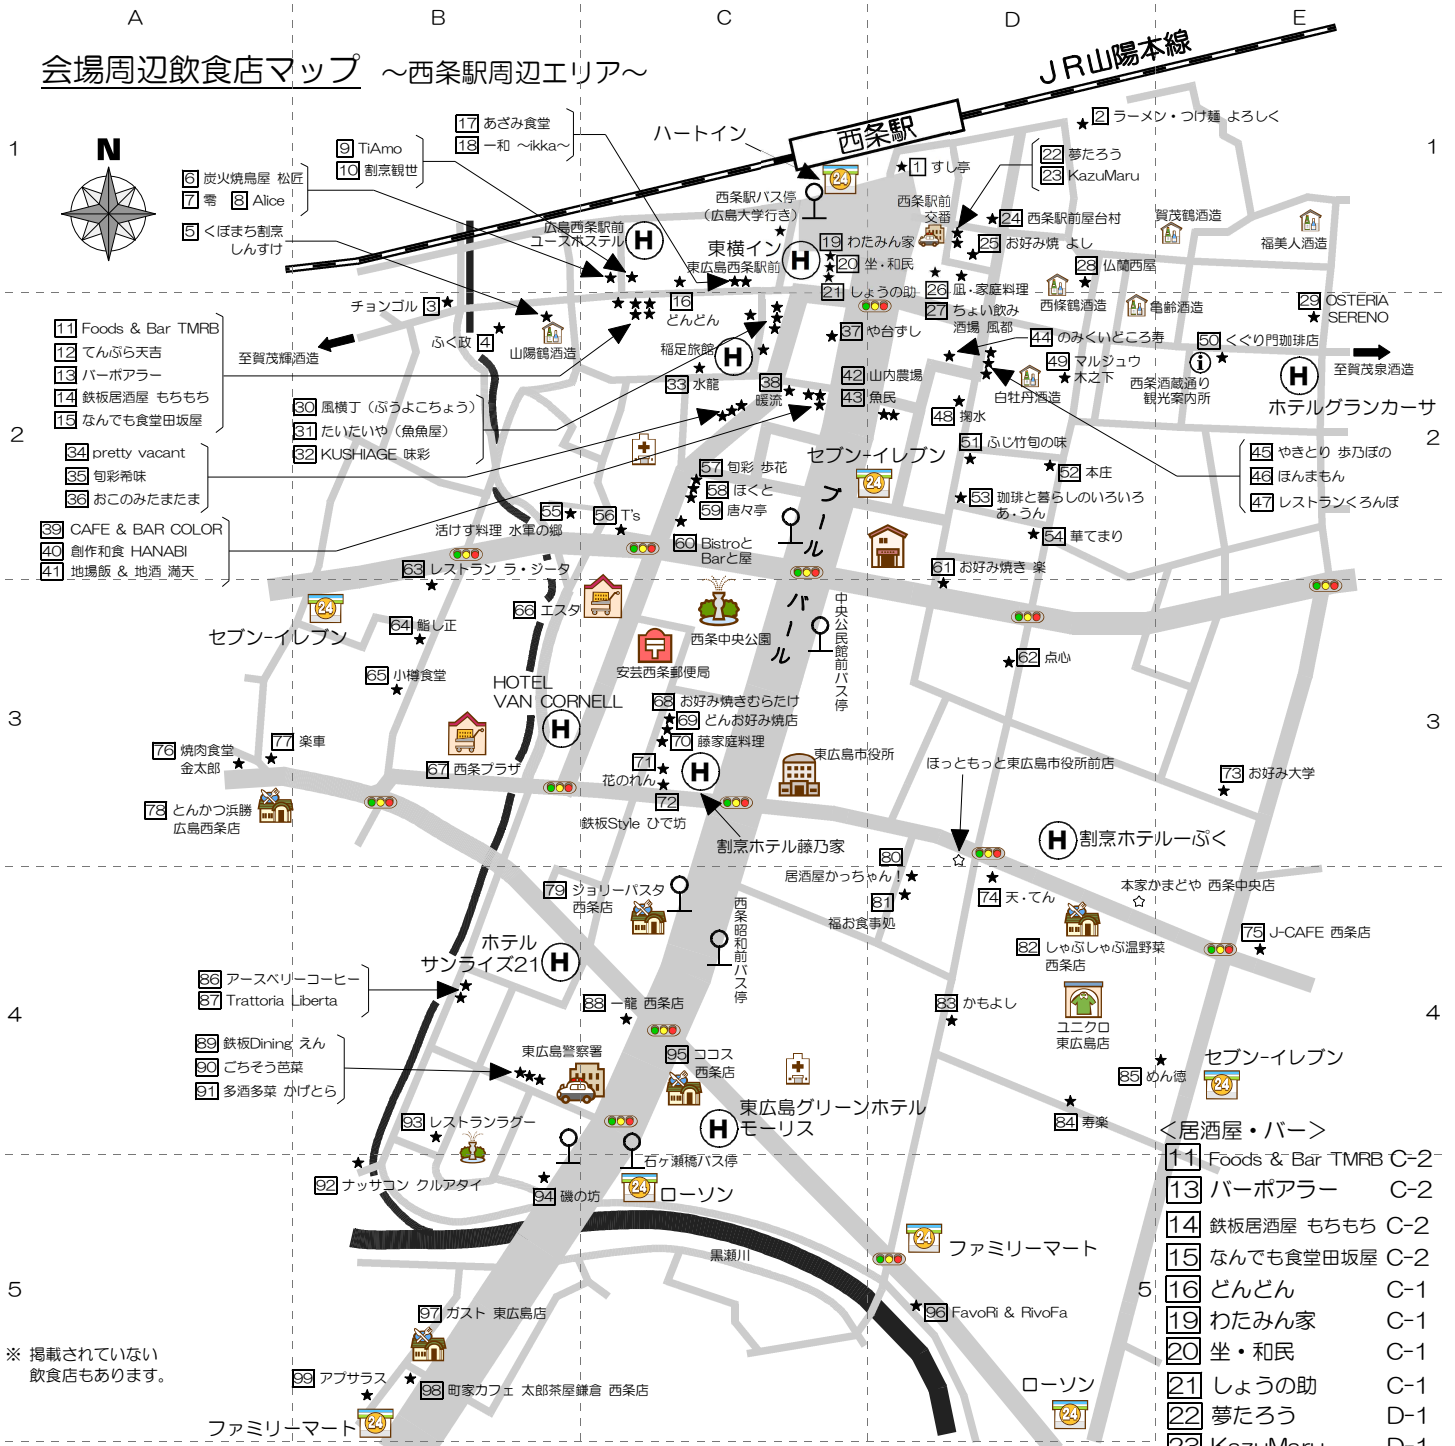 A B C D E
会場周辺飲食店マップ ～西条駅周辺エリア～
JR山陽本線
西条駅
ハートイン
1
1
N
2 ラーメン・つけ麺 よろしく
17 あざみ食堂
18 一和 ～ikka～
9 TiAmo
10 割烹観世
6 炭火焼鳥屋 松匠
7 零 8 Alice
5 くぼまち割烹
しんすけ
1 すし亭
22 夢たろう
23 KazuMaru
西条駅バス停
（広島大学行き）
西条駅前
交番
24 西条駅前屋台村
25 お好み焼 よし
賀茂鶴酒造
福美人酒造
広島西条駅前
ユースホステル
H
東横イン
東広島西条駅前
H
19 わたみん家
20 坐・和民
21 しょうの助
28 仏蘭西屋
26 凪・家庭料理
27 ちょい飲み
酒場 風都
西條鶴酒造
亀齢酒造
29 OSTERIA
SERENO
チョンゴル 3
16
どんどん
ふく政 4
山陽鶴酒造
至賀茂輝酒造
稲足旅館
H
37 や台ずし
44 のみくいどころ寿
49 マルジュウ
木之下
50 くぐり門珈琲店
西条酒蔵通り
観光案内所
至賀茂泉酒造
H
ホテルグランカーサ
白牡丹酒造
11 Foods & Bar TMRB
12 てんぷら天吉
13 バーポアラー
14 鉄板居酒屋 もちもち
15 なんでも食堂田坂屋
2
2
33 水龍
38
暖流
42 山内農場
43 魚民
48 掬水
30 風横丁（ぷうよこちょう）
31 たいたいや（魚魚屋）
32 KUSHIAGE 味彩
34 pretty vacant
35 旬彩希味
36 おこのみたまたま
39 CAFE & BAR COLOR
40 創作和食 HANABI
41 地場飯 & 地酒 満天
セブン-イレブン
51 ふじ竹旬の味
52 本庄
53 珈琲と暮らしのいろいろ
あ・うん
54 華てまり
45 やきとり 歩乃ぼの
46 ほんまもん
47 レストランくろんぼ
57 旬彩 歩花
58 ほくと
59 唐々亭
60 Bistroと
Barと屋
55
活けす料理 水軍の郷
56 T's
ブールバール
61 お好み焼き 楽
63 レストラン ラ・ジータ
セブン-イレブン
64 鮨し正
65 小樽食堂
66 エスタ
西条中央公園
安芸西条郵便局
中央公民館前バス停
62 点心
HOTEL
VAN CORNELL
H
68 お好み焼きむらたけ
69 どんお好み焼店
70 藤家庭料理
71
花のれん
72
鉄板Style ひで坊
H
割烹ホテル藤乃家
3
3
76 焼肉食堂
金太郎
77 楽車
67 西条プラザ
78 とんかつ浜勝
広島西条店
東広島市役所
ほっともっと東広島市役所前店
73 お好み大学
H
割烹ホテルーぷく
80
居酒屋かっちゃん！
81
福お食事処
74 天・てん
本家かまどや 西条中央店
75 J-CAFE 西条店
79 ジョリーパスタ
西条店
西条昭和前バス停
82 しゃぶしゃぶ温野菜
西条店
ホテル
サンライズ21
H
86 アースベリーコーヒー
87 Trattoria Liberta
88 一龍 西条店
83 かもよし
ユニクロ
東広島店
4
4
89 鉄板Dining えん
90 ごちそう芭菜
91 多酒多菜 かげとら
東広島警察署
95 ココス
西条店
85 めん徳
セブン-イレブン
93 レストランラグー
H
東広島グリーンホテル
モーリス
84 寿楽
石ヶ瀬橋バス停
92 ナッサコン クルアタイ
94 磯の坊
ローソン
黒瀬川
ファミリーマート
96 FavoRi & RivoFa
5
5
97 ガスト 東広島店
98 町家カフェ 太郎茶屋鎌倉 西条店
99 アプサラス
ファミリーマート
ローソン
※ 掲載されていない
飲食店もあります。
＜居酒屋・バー＞
11 Foods & Bar TMRB C-2
13 バーポアラー C-2
14 鉄板居酒屋 もちもち C-2
15 なんでも食堂田坂屋 C-2
16 どんどん C-1
19 わたみん家 C-1
20 坐・和民 C-1
21 しょうの助 C-1
22 夢たろう D-1
23 KazuMaru D-1